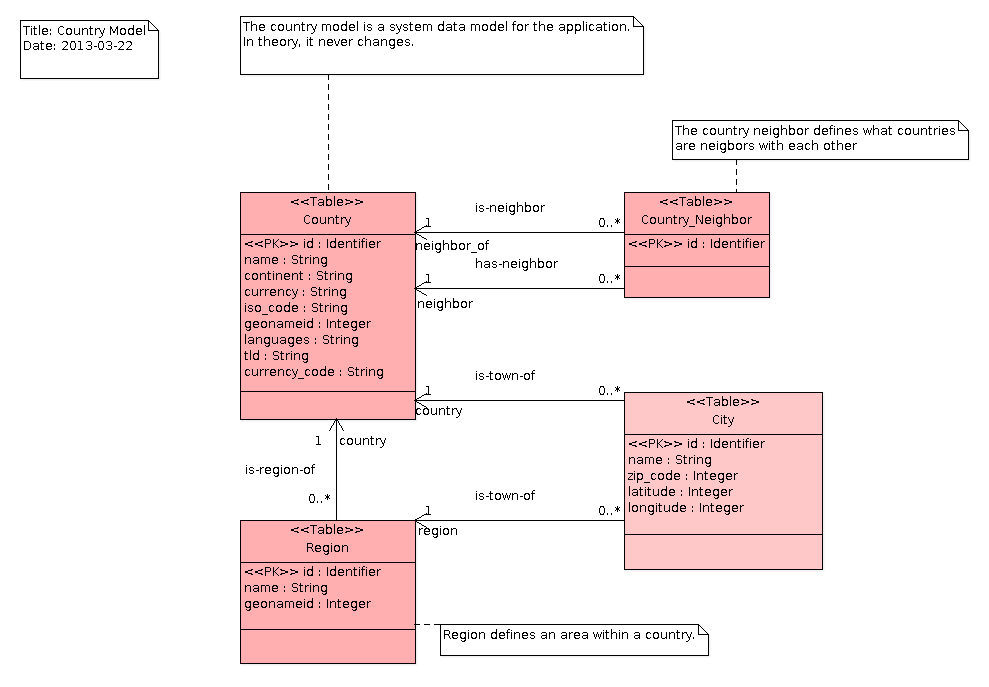 Title: Country Model
Date: 2013-03-22
The country model is a system data model for the application.
In theory, it never changes.
The country neighbor defines what countries
are neigbors with each other
<<Table>>
Country
<<PK>> id : Identifier
name : String
continent : String
currency : String
iso_code : String
geonameid : Integer
languages : String
tld : String
currency_code : String
is-neighbor
1
0..*
neighbor_of
has-neighbor
1
0..*
neighbor
<<Table>>
Country_Neighbor
<<PK>> id : Identifier
is-town-of
1
0..*
country
<<Table>>
City
<<PK>> id : Identifier
name : String
zip_code : Integer
latitude : Integer
longitude : Integer
1
country
is-region-of
0..*
is-town-of
1
0..*
region
<<Table>>
Region
<<PK>> id : Identifier
name : String
geonameid : Integer
Region defines an area within a country.